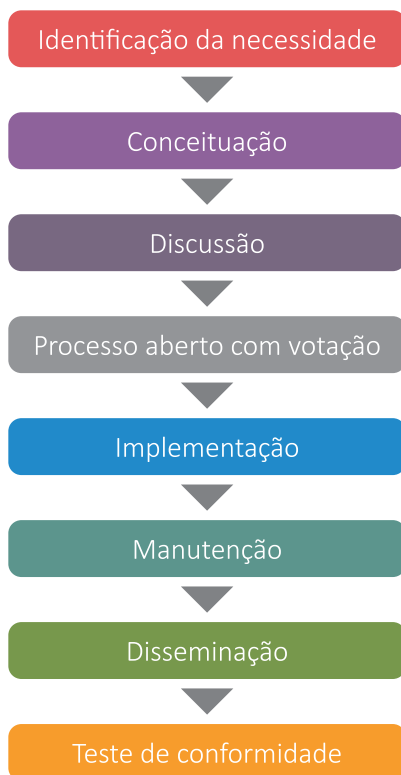 Identificação da necessidade
Conceituação
Discussão
Processo aberto com votação
Implementação
Manutenção
Disseminação
Teste de conformidade